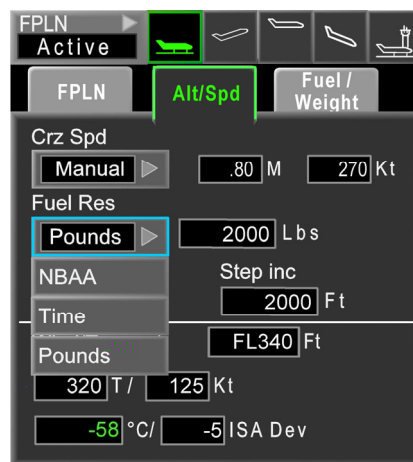 FPLN
Active
FPLN
Alt/Spd
Fuel /
Weight
Crz Spd
Manual .80 M 270 Kt
Fuel Res
Pounds 2000 Lbs
NBAA
Step inc
2000 Ft
Time
FL340 Ft
Pounds
320 T / 125 Kt
-58 °C/ -5 ISA Dev